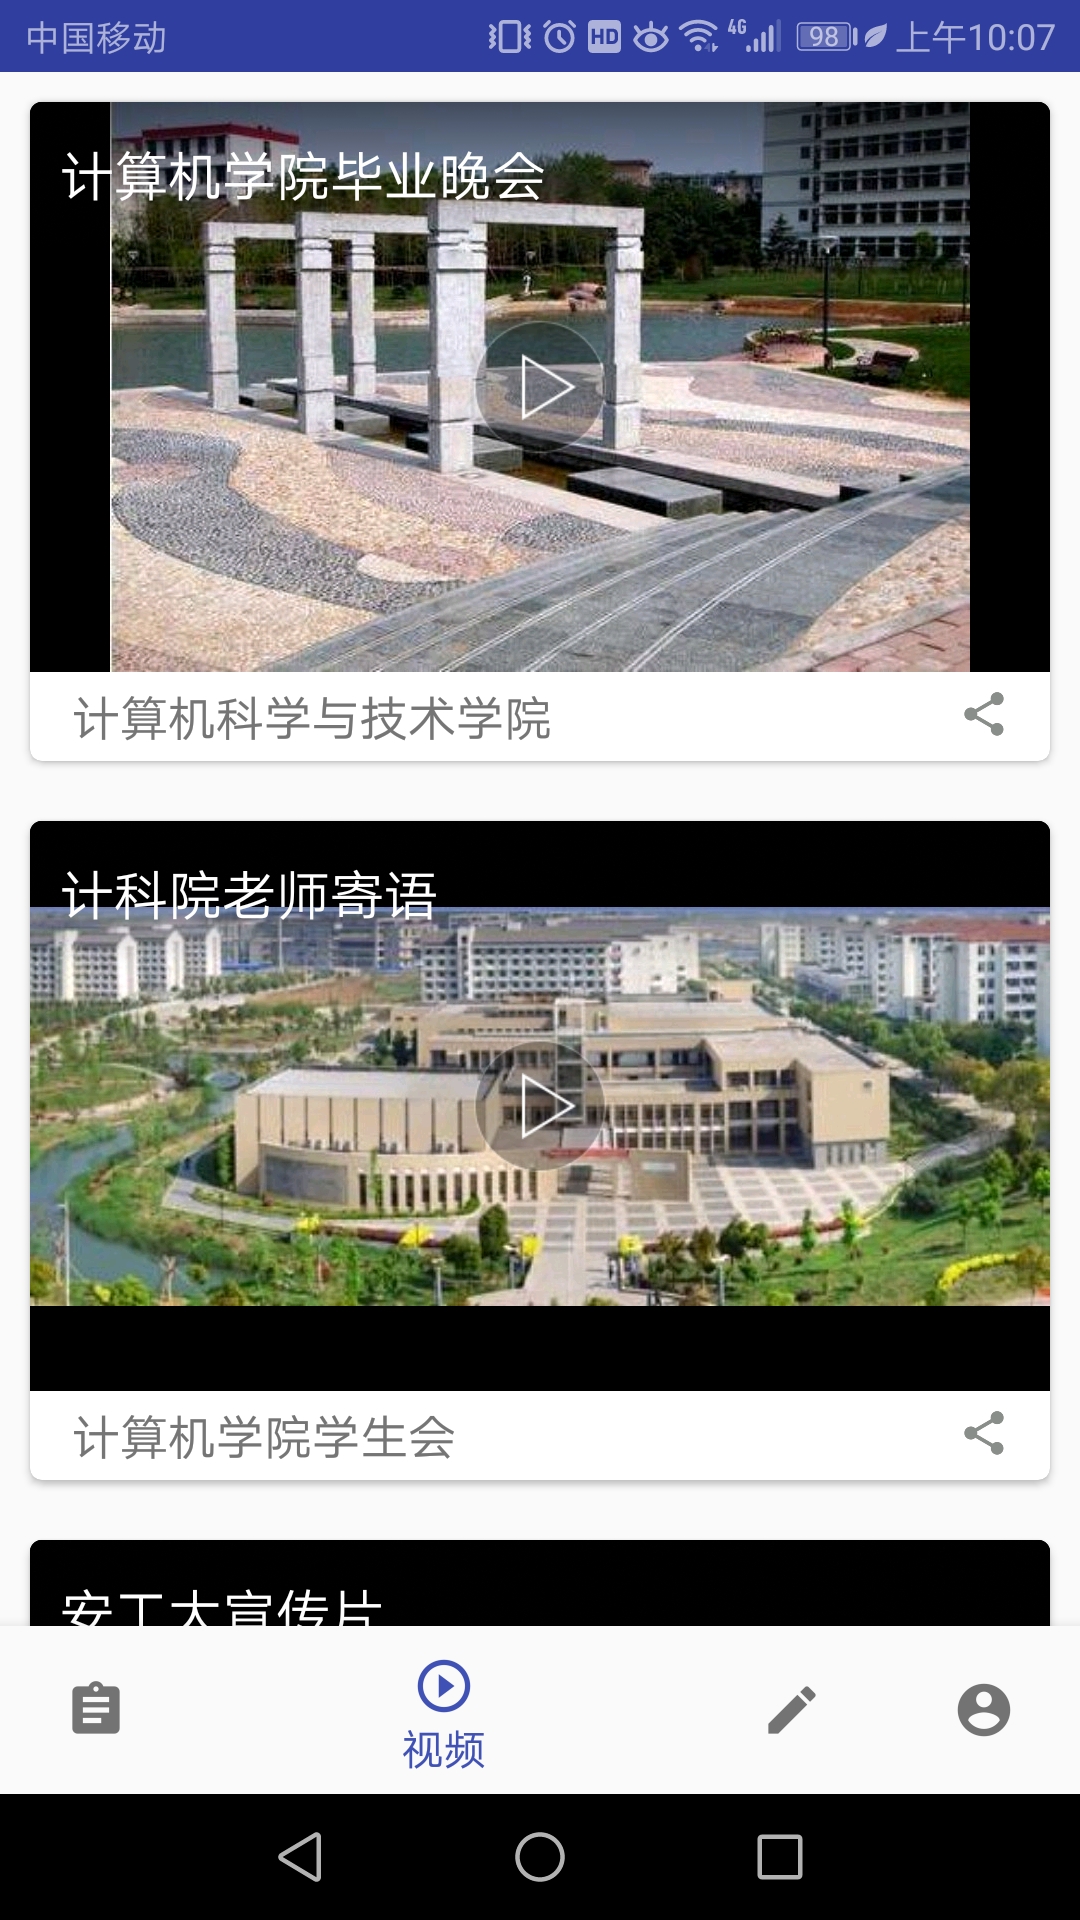 中国移动
HD
4G
98
上午10:07
计算机学院毕业晚会
计算机科学与技术学院
计科院老师寄语
计算机学院学生会
安工大宣传片
视频